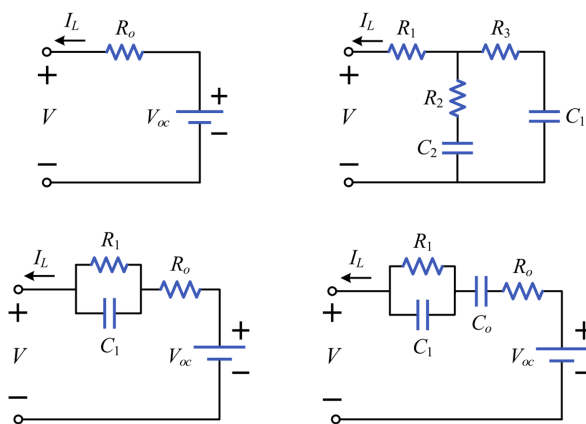 I_L R_o
+
V V_oc + −
−
I_L R_1 R_3
+
V R_2 C_1
C_2
−
I_L R_1 R_o
+
V C_1 V_oc + −
−
I_L R_1 R_o
+
V C_1 C_o V_oc + −
−